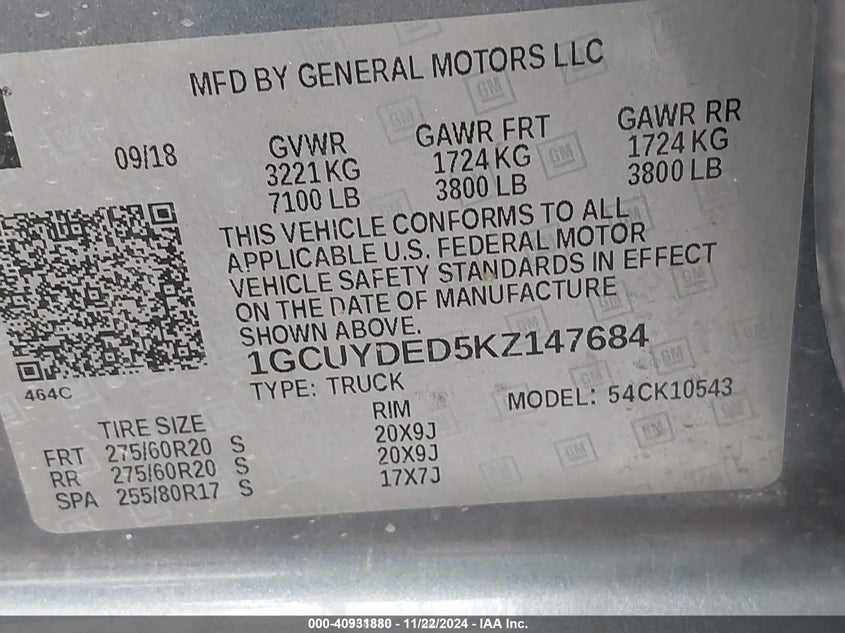 MFD BY GENERAL MOTORS LLC
09/18
GVWR
3221 KG
7100 LB
GAWR FRT
1724 KG
3800 LB
GAWR RR
1724 KG
3800 LB
THIS VEHICLE CONFORMS TO ALL
APPLICABLE U.S. FEDERAL MOTOR
VEHICLE SAFETY STANDARDS IN EFFECT
ON THE DATE OF MANUFACTURE
SHOWN ABOVE.
1GCUYDED5KZ147684
464C
TYPE: TRUCK
MODEL: 54CK10543
TIRE SIZE RIM
FRT 275/60R20 S 20X9J
RR 275/60R20 S 20X9J
SPA 255/80R17 S 17X7J
GM
000-40931880 - 11/22/2024 - IAA Inc.